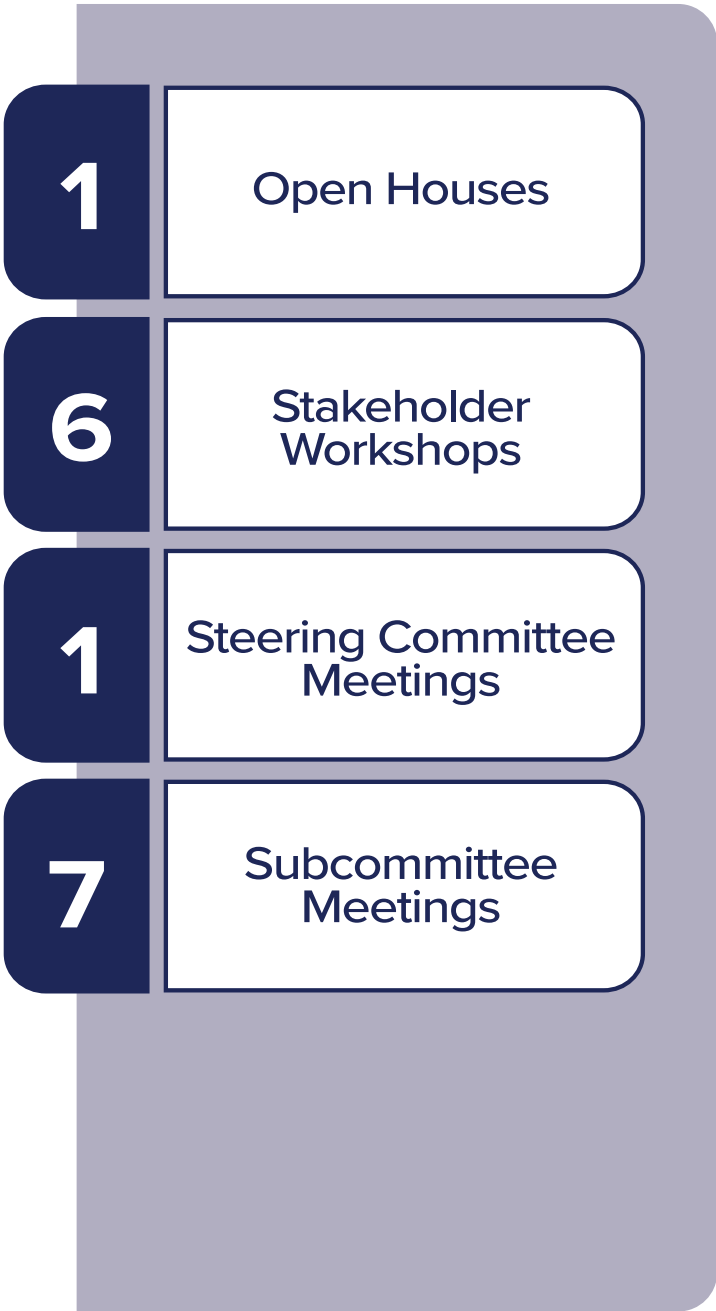 1
Open Houses
6
Stakeholder
Workshops
1
Steering Committee
Meetings
7
Subcommittee
Meetings